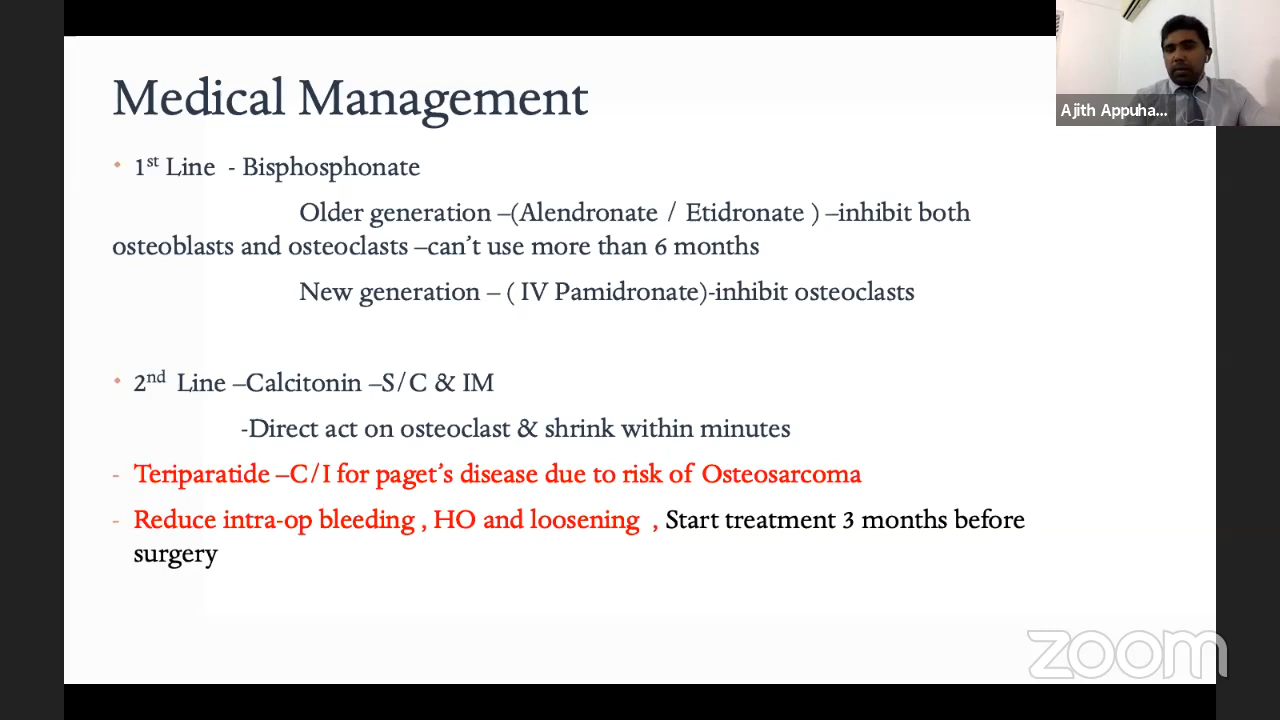 Medical Management
1st Line - Bisphosphonate
Older generation –(Alendronate / Etidronate ) –inhibit both
osteoblasts and osteoclasts –can't use more than 6 months
New generation – ( IV Pamidronate)-inhibit osteoclasts
2nd Line –Calcitonin –S/C & IM
-Direct act on osteoclast & shrink within minutes
- Teriparatide –C/I for paget's disease due to risk of Osteosarcoma
- Reduce intra-op bleeding , HO and loosening , Start treatment 3 months before
surgery
Ajith Appuha...
zoom